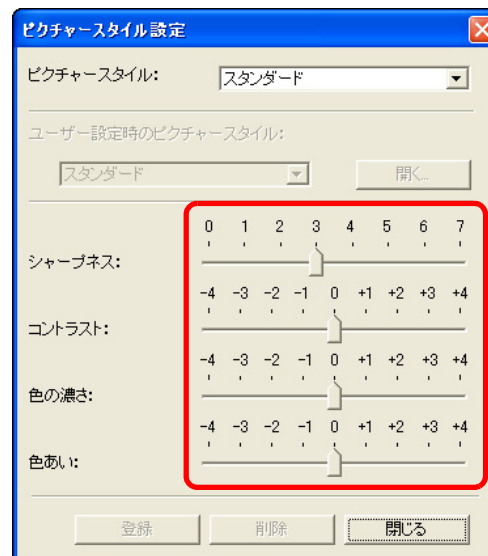 ピクチャースタイル設定
ピクチャースタイル: スタンダード
ユーザー設定時のピクチャースタイル:
スタンダード 開く...
0 1 2 3 4 5 6 7
シャープネス:
-4 -3 -2 -1 0 +1 +2 +3 +4
コントラスト:
-4 -3 -2 -1 0 +1 +2 +3 +4
色の濃さ:
-4 -3 -2 -1 0 +1 +2 +3 +4
色あい:
登録 削除 閉じる